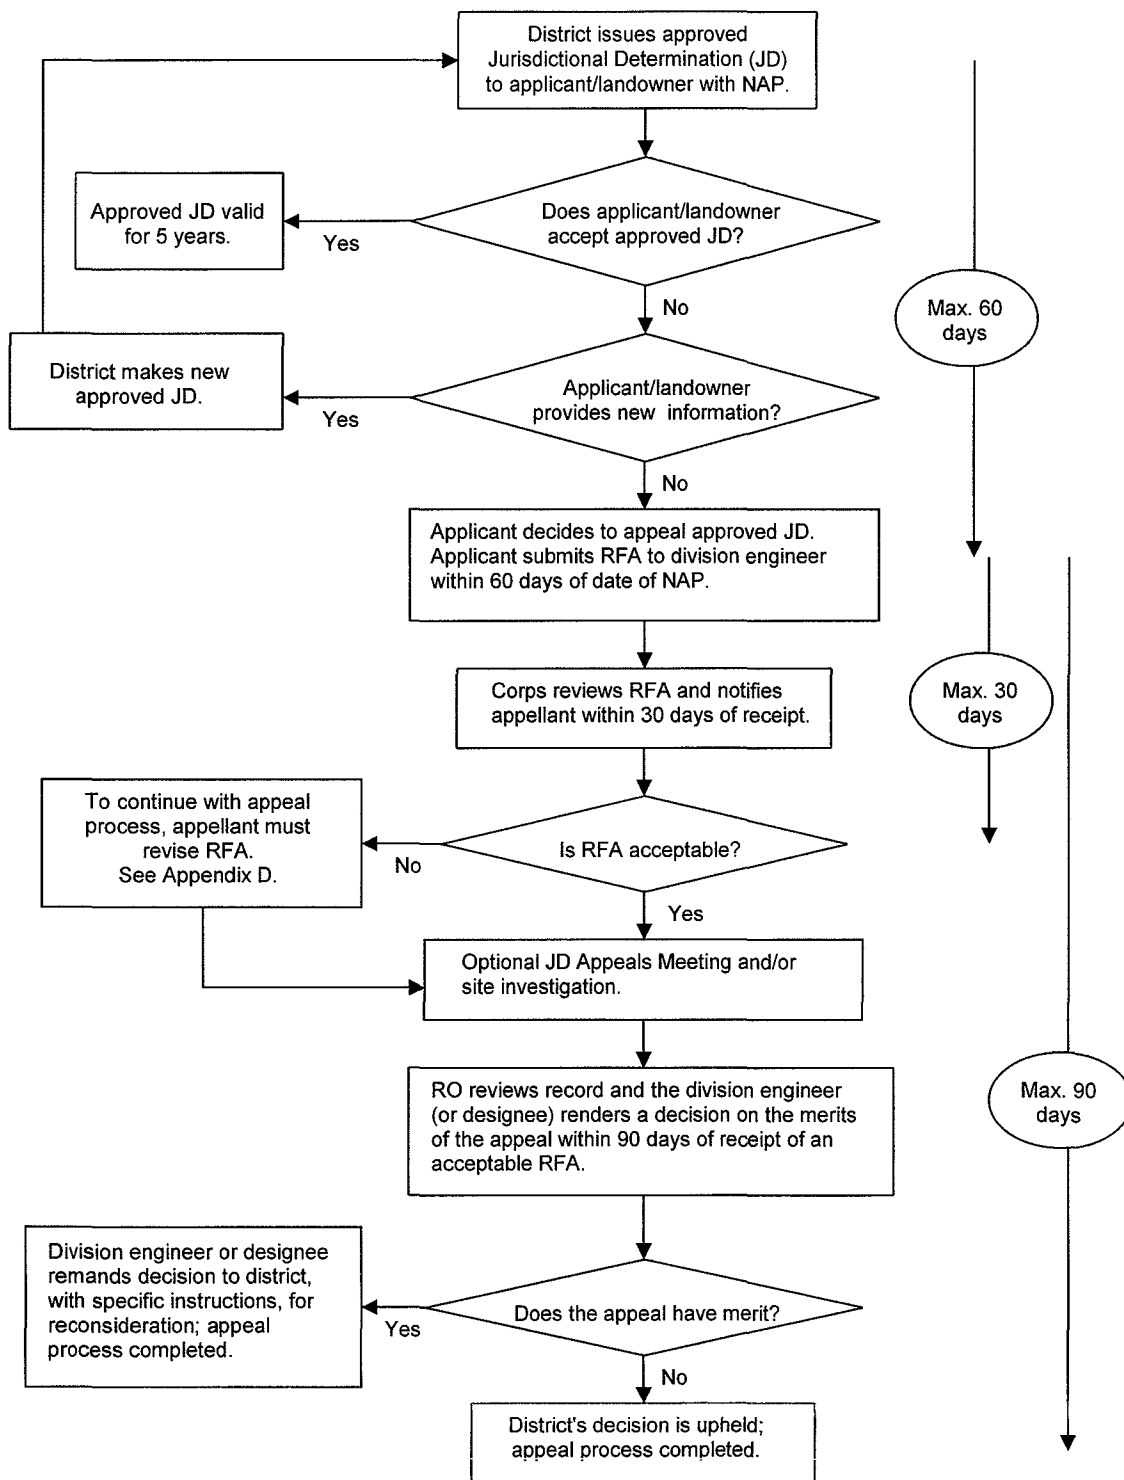 District issues approved
Jurisdictional Determination (JD)
to applicant/landowner with NAP.
Approved JD valid
for 5 years.
Yes
Does applicant/landowner
accept approved JD?
No
Max. 60
days
District makes new
approved JD.
Yes
Applicant/landowner
provides new information?
No
Applicant decides to appeal approved JD.
Applicant submits RFA to division engineer
within 60 days of date of NAP.
Corps reviews RFA and notifies
appellant within 30 days of receipt.
Max. 30
days
To continue with appeal
process, appellant must
revise RFA.
See Appendix D.
No
Is RFA acceptable?
Yes
Optional JD Appeals Meeting and/or
site investigation.
RO reviews record and the division engineer
(or designee) renders a decision on the merits
of the appeal within 90 days of receipt of an
acceptable RFA.
Max. 90
days
Division engineer or designee
remands decision to district,
with specific instructions, for
reconsideration; appeal
process completed.
Yes
Does the appeal have merit?
No
District's decision is upheld;
appeal process completed.